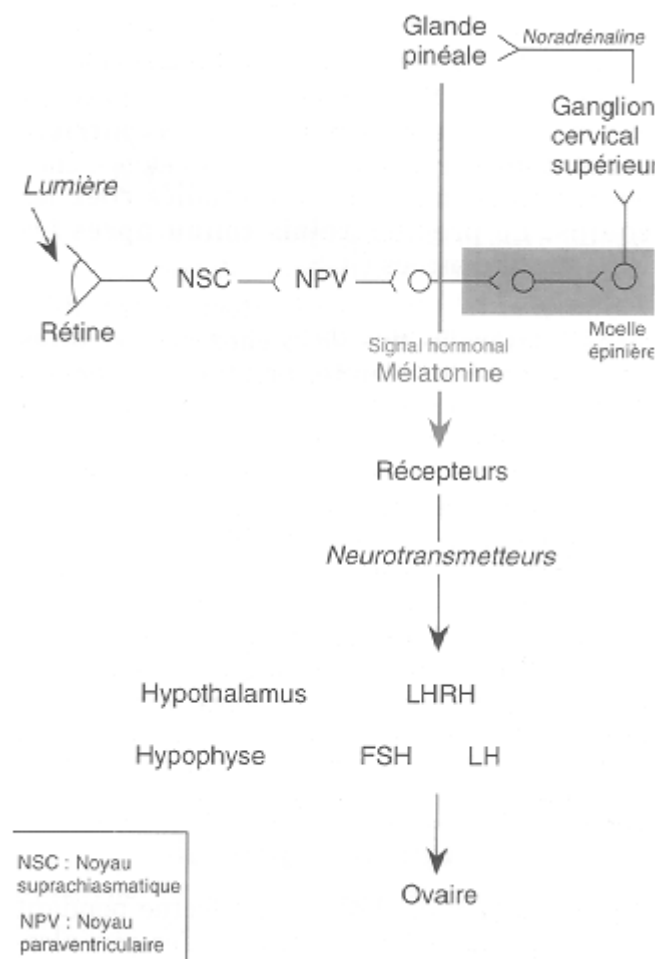 Glande
pinéale
Noradrénaline
Ganglion
cervical
supérieur
Lumière
NSC
NPV
Rétine
Moelle
épinière
Signal hormonal
Mélatonine
Récepteurs
Neurotransmetteurs
Hypothalamus LHRH
Hypophyse FSH LH
Ovaire
NSC : Noyau
suprachiasmatique
NPV : Noyau
paraventriculaire